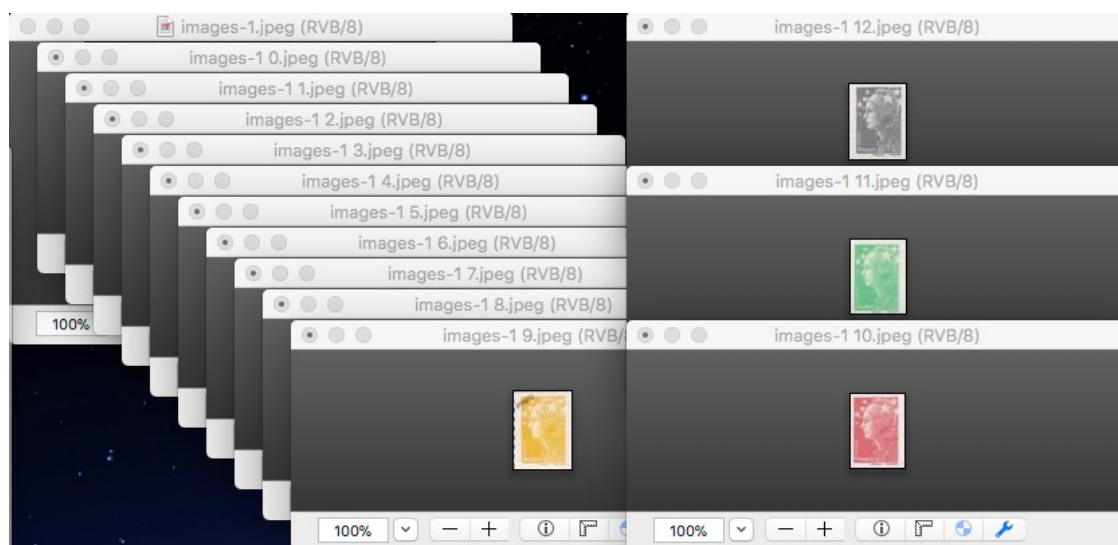 images-1.jpeg (RVB/8)
images-1 0.jpeg (RVB/8)
images-1 1.jpeg (RVB/8)
images-1 2.jpeg (RVB/8)
images-1 3.jpeg (RVB/8)
images-1 4.jpeg (RVB/8)
images-1 5.jpeg (RVB/8)
images-1 6.jpeg (RVB/8)
images-1 7.jpeg (RVB/8)
images-1 8.jpeg (RVB/8)
images-1 9.jpeg (RVB/
100%
100%
images-1 12.jpeg (RVB/8)
images-1 11.jpeg (RVB/8)
images-1 10.jpeg (RVB/8)
100%